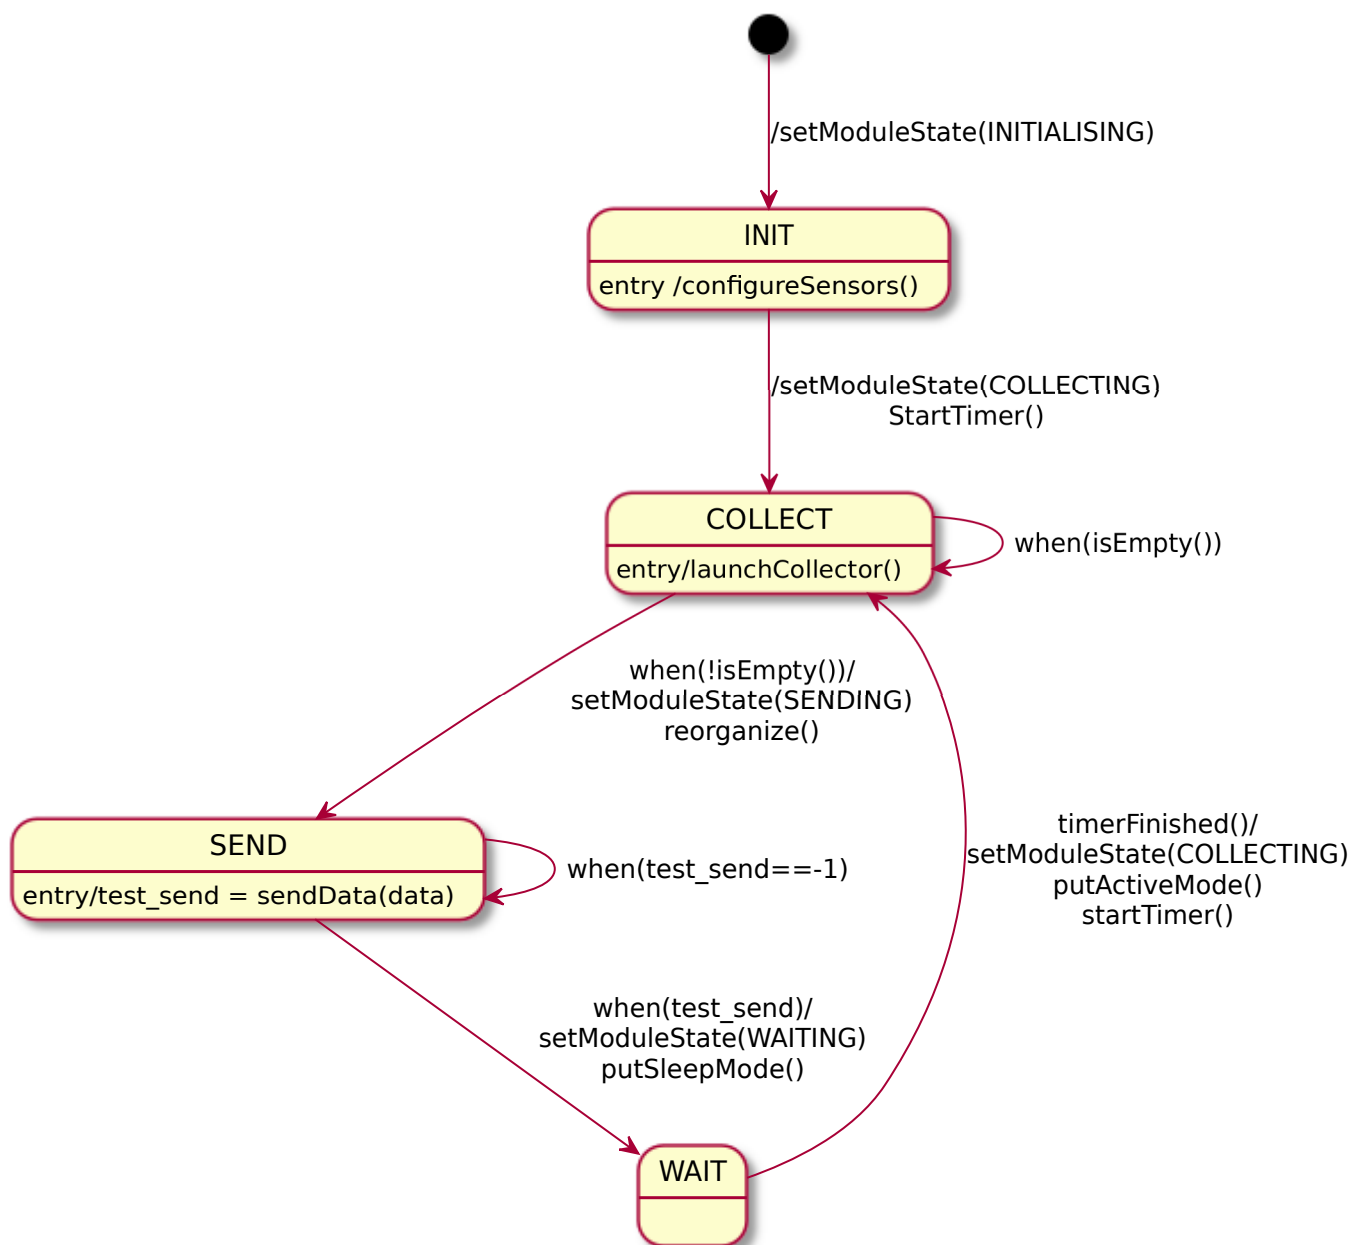 /setModuleState(INITIALISING)
INIT
entry /configureSensors()
/setModuleState(COLLECTING)
StartTimer()
COLLECT
entry/launchCollector()
when(isEmpty())
when(!isEmpty())/
setModuleState(SENDING)
reorganize()
SEND
entry/test_send = sendData(data)
when(test_send==-1)
timerFinished()/
setModuleState(COLLECTING)
putActiveMode()
startTimer()
when(test_send)/
setModuleState(WAITING)
putSleepMode()
WAIT